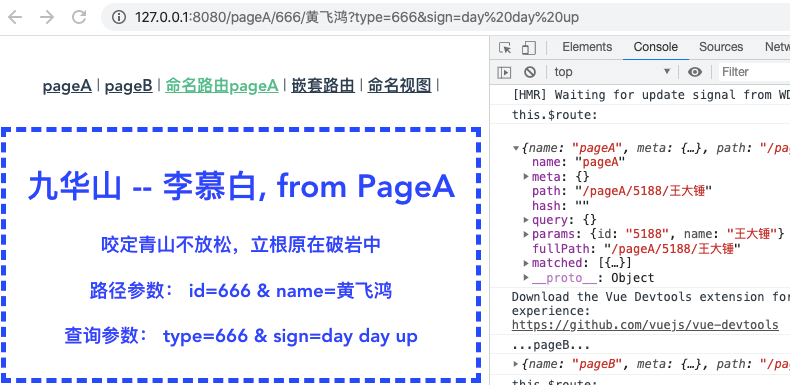 127.0.0.1:8080/pageA/666/黄飞鸿?type=666&sign=day%20day%20up
pageA | pageB | 命名路由pageA | 嵌套路由 | 命名视图 |
九华山 -- 李慕白, from PageA
咬定青山不放松，立根原在破岩中
路径参数： id=666 & name=黄飞鸿
查询参数： type=666 & sign=day day up
Elements Console Sources Netw
top Filter
[HMR] Waiting for update signal from WD
this.$route:
{name: "pageA", meta: {…}, path: "/pag
name: "pageA"
meta: {}
path: "/pageA/5188/王大锤"
hash: ""
query: {}
params: {id: "5188", name: "王大锤"}
fullPath: "/pageA/5188/王大锤"
matched: [{…}]
__proto__: Object
Download the Vue Devtools extension for
experience:
https://github.com/vuejs/vue-devtools
...pageB...
{name: "pageB", meta: {…}, path: "/pag
this.$route: